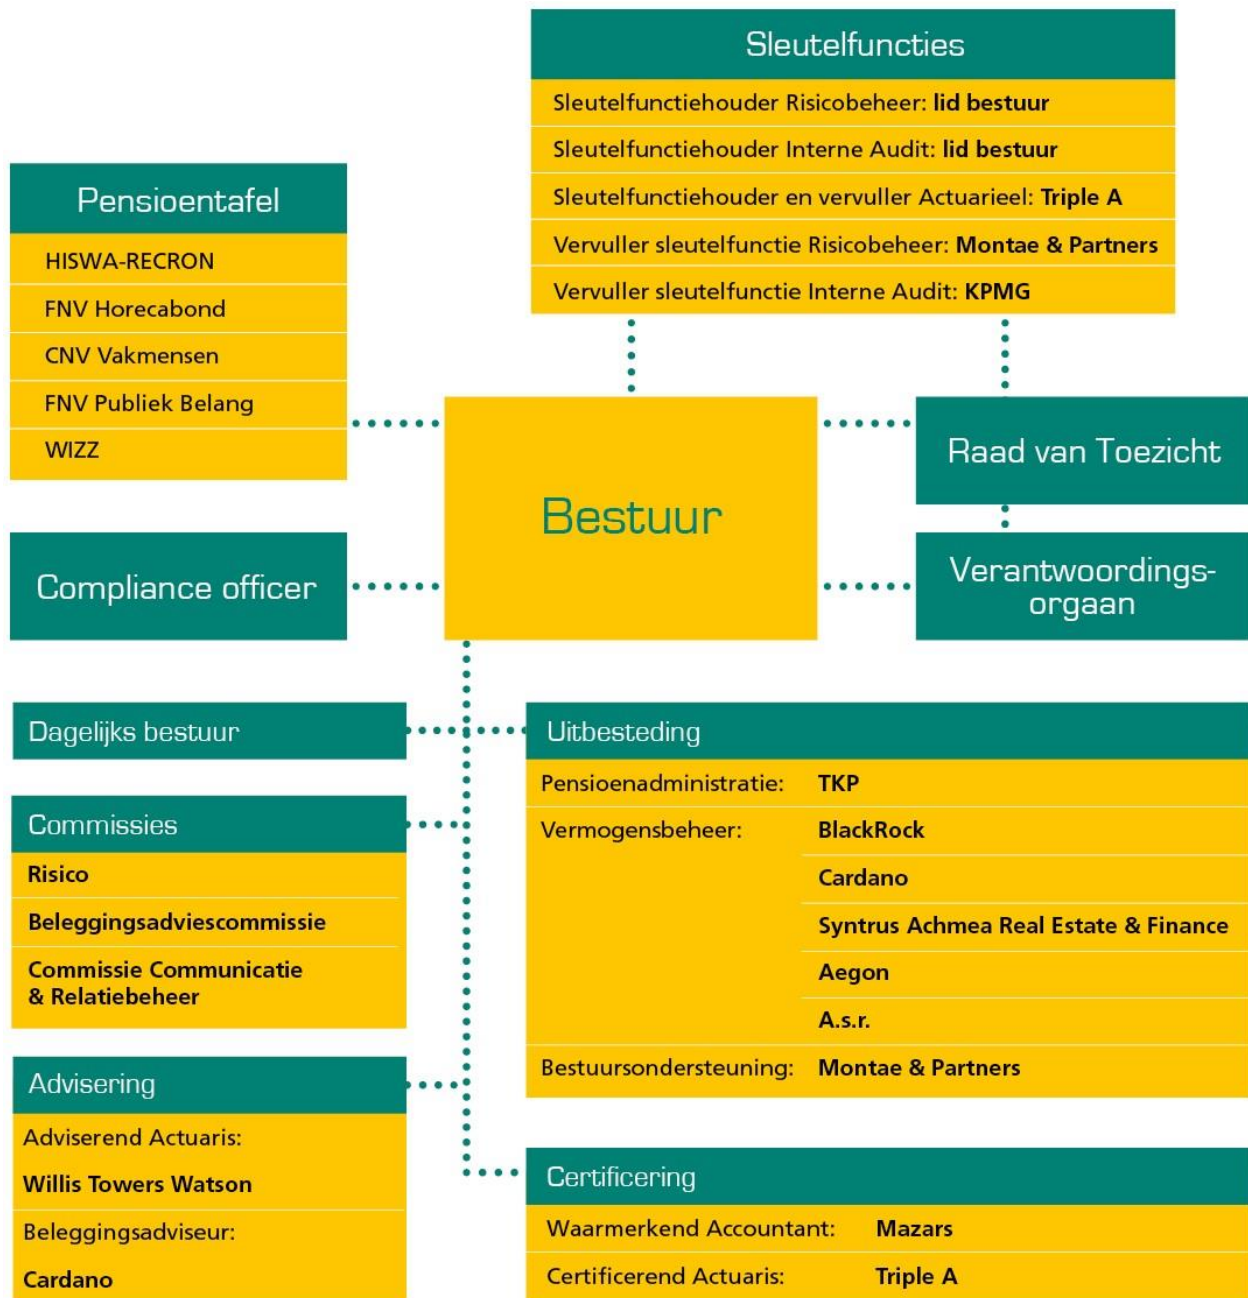 Sleutelfuncties
Sleutelfunctiehouder Risicobeheer: lid bestuur
Sleutelfunctiehouder Interne Audit: lid bestuur
Sleutelfunctiehouder en vervuller Actuarieel: Triple A
Vervuller sleutelfunctie Risicobeheer: Montae & Partners
Vervuller sleutelfunctie Interne Audit: KPMG
Pensioentafel
HISWA-RECRON
FNV Horecabond
CNV Vakmensen
FNV Publiek Belang
WIZZ
Bestuur
Raad van Toezicht
Compliance officer
Verantwoordings-
orgaan
Dagelijks bestuur
Commissies
Risico
Beleggingsadviescommissie
Commissie Communicatie
& Relatiebeheer
Advisering
Adviserend Actuaris:
Willis Towers Watson
Beleggingsadviseur:
Cardano
Uitbesteding
Pensioenadministratie: TKP
Vermogensbeheer: BlackRock
Cardano
Syntrus Achmea Real Estate & Finance
Aegon
A.s.r.
Bestuursondersteuning: Montae & Partners
Certificering
Waarmerkend Accountant: Mazars
Certificerend Actuaris: Triple A